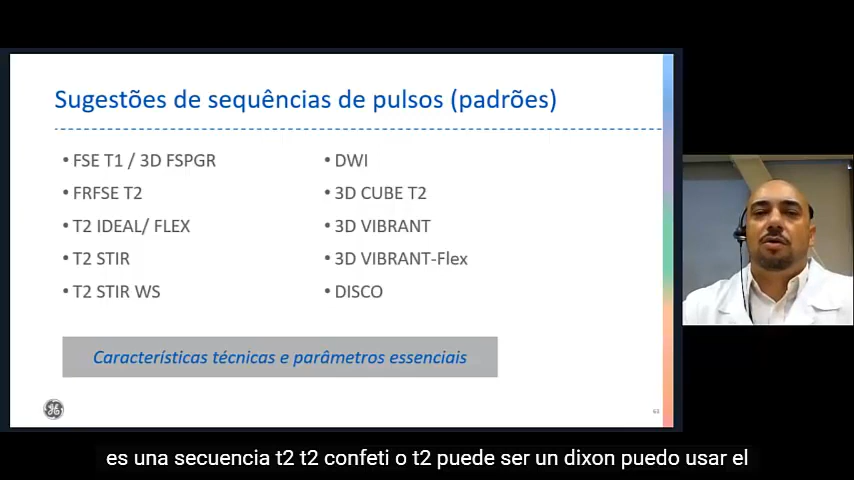 Sugestões de sequências de pulsos (padrões)
• FSE T1 / 3D FSPGR
• FRFSE T2
• T2 IDEAL/ FLEX
• T2 STIR
• T2 STIR WS
• DWI
• 3D CUBE T2
• 3D VIBRANT
• 3D VIBRANT-Flex
• DISCO
Características técnicas e parâmetros essenciais
63
es una secuencia t2 t2 confeti o t2 puede ser un dixon puedo usar el